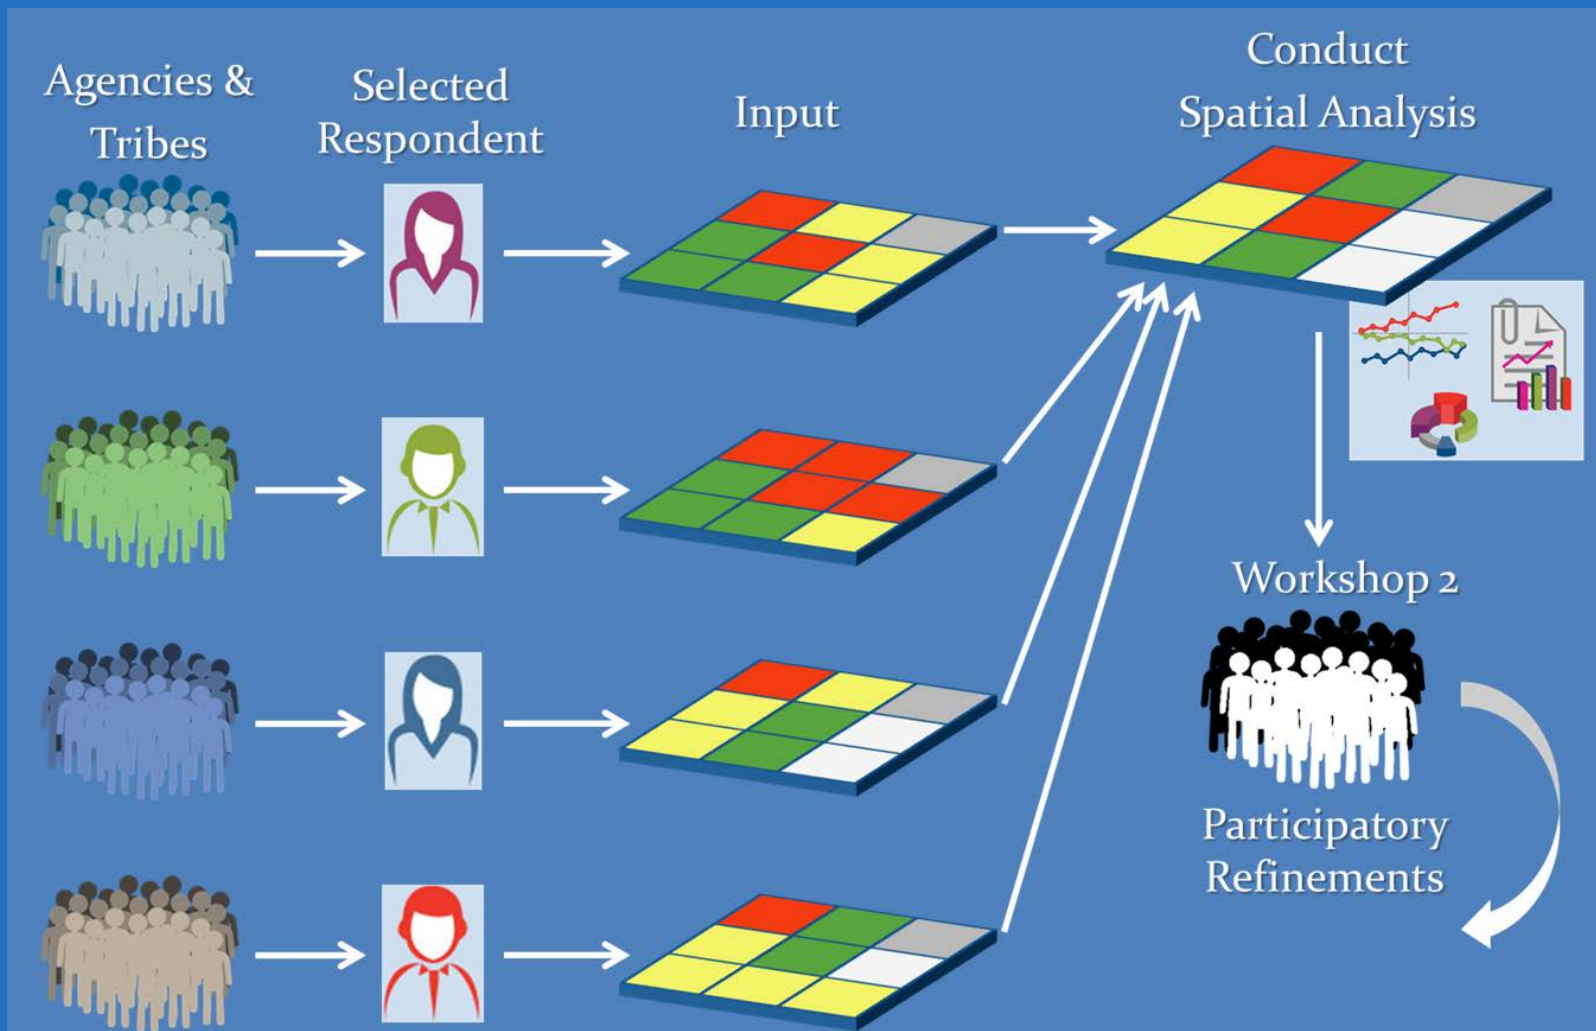 Agencies &
Tribes
Selected
Respondent
Input
Conduct
Spatial Analysis
Workshop 2
Participatory
Refinements